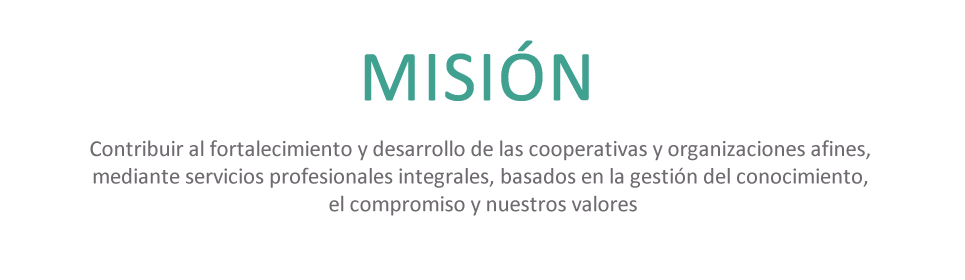 MISIÓN
Contribuir al fortalecimiento y desarrollo de las cooperativas y organizaciones afines,
mediante servicios profesionales integrales, basados en la gestión del conocimiento,
el compromiso y nuestros valores